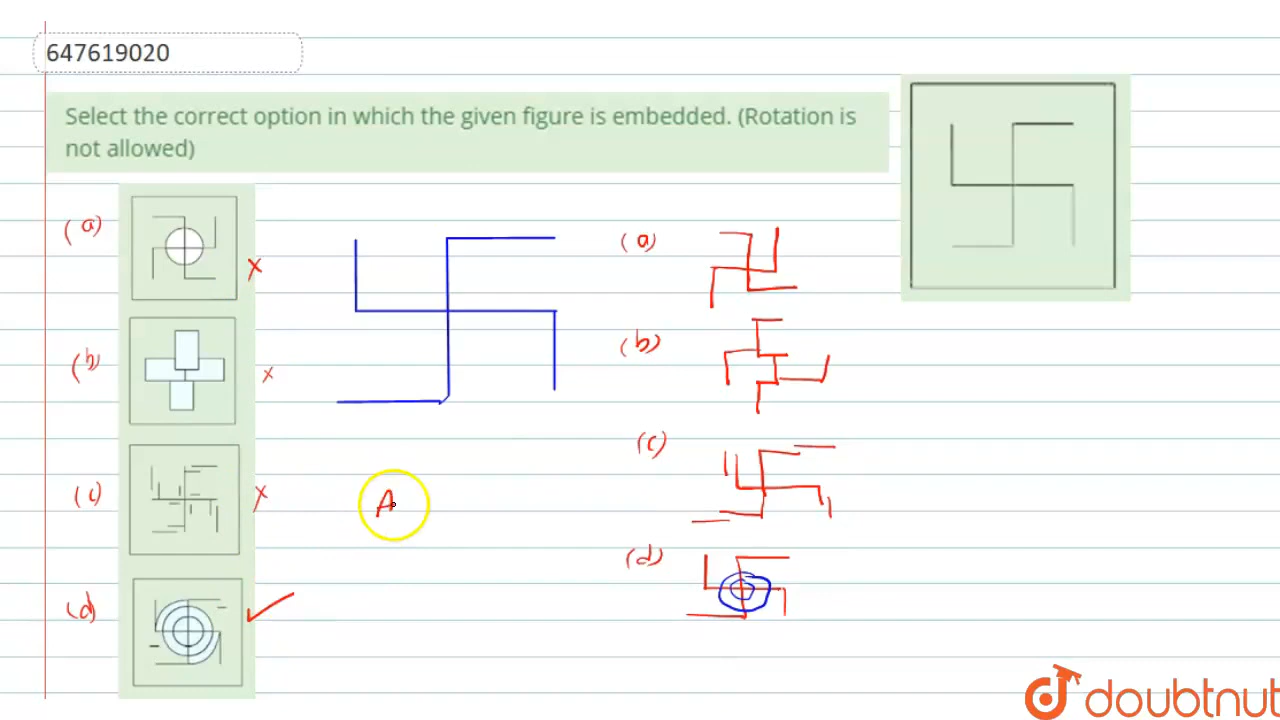 647619020
Select the correct option in which the given figure is embedded. (Rotation is
not allowed)
(a)
(b)
(c)
(d)
A
(a)
(b)
(c)
(d)
doubtnut